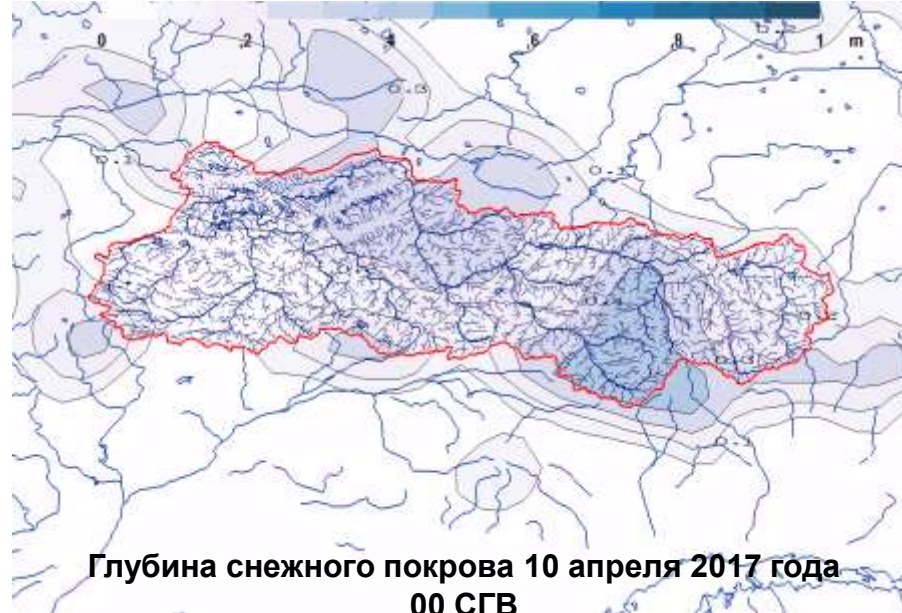 0 ,2 ,4 ,6 ,8 1 m
Глубина снежного покрова 10 апреля 2017 года
00 СГВ